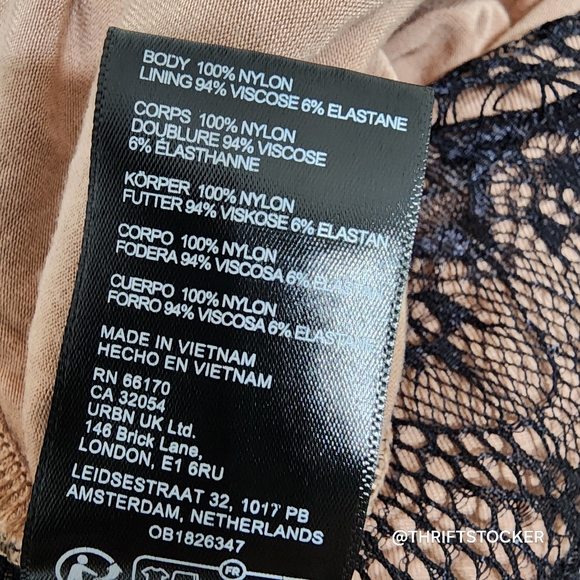 BODY 100% NYLON
LINING 94% VISCOSE 6% ELASTANE
CORPS 100% NYLON
DOUBLURE 94% VISCOSE
6% ÉLASTHANNE
KÖRPER 100% NYLON
FUTTER 94% VISKOSE 6% ELASTAN
CORPO 100% NYLON
FODERA 94% VISCOSA 6% ELASTAN
CUERPO 100% NYLON
FORRO 94% VISCOSA 6% ELASTANO
MADE IN VIETNAM
HECHO EN VIETNAM
RN 66170
CA 32054
URBN UK Ltd.
146 Brick Lane,
LONDON, E1 6RU
LEIDSESTRAAT 32, 1017 PB
AMSTERDAM, NETHERLANDS
OB1826347
FR
@THRIFTSTOCKER